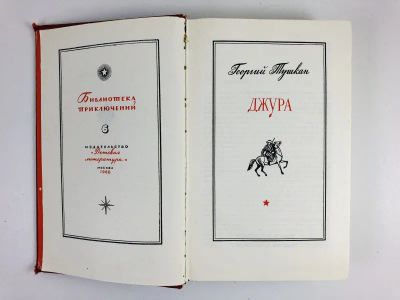 Библиотека
приключений
6
издательство
«Детская
литература»
Москва
1966
Георгий Тушкан
ДЖУРА